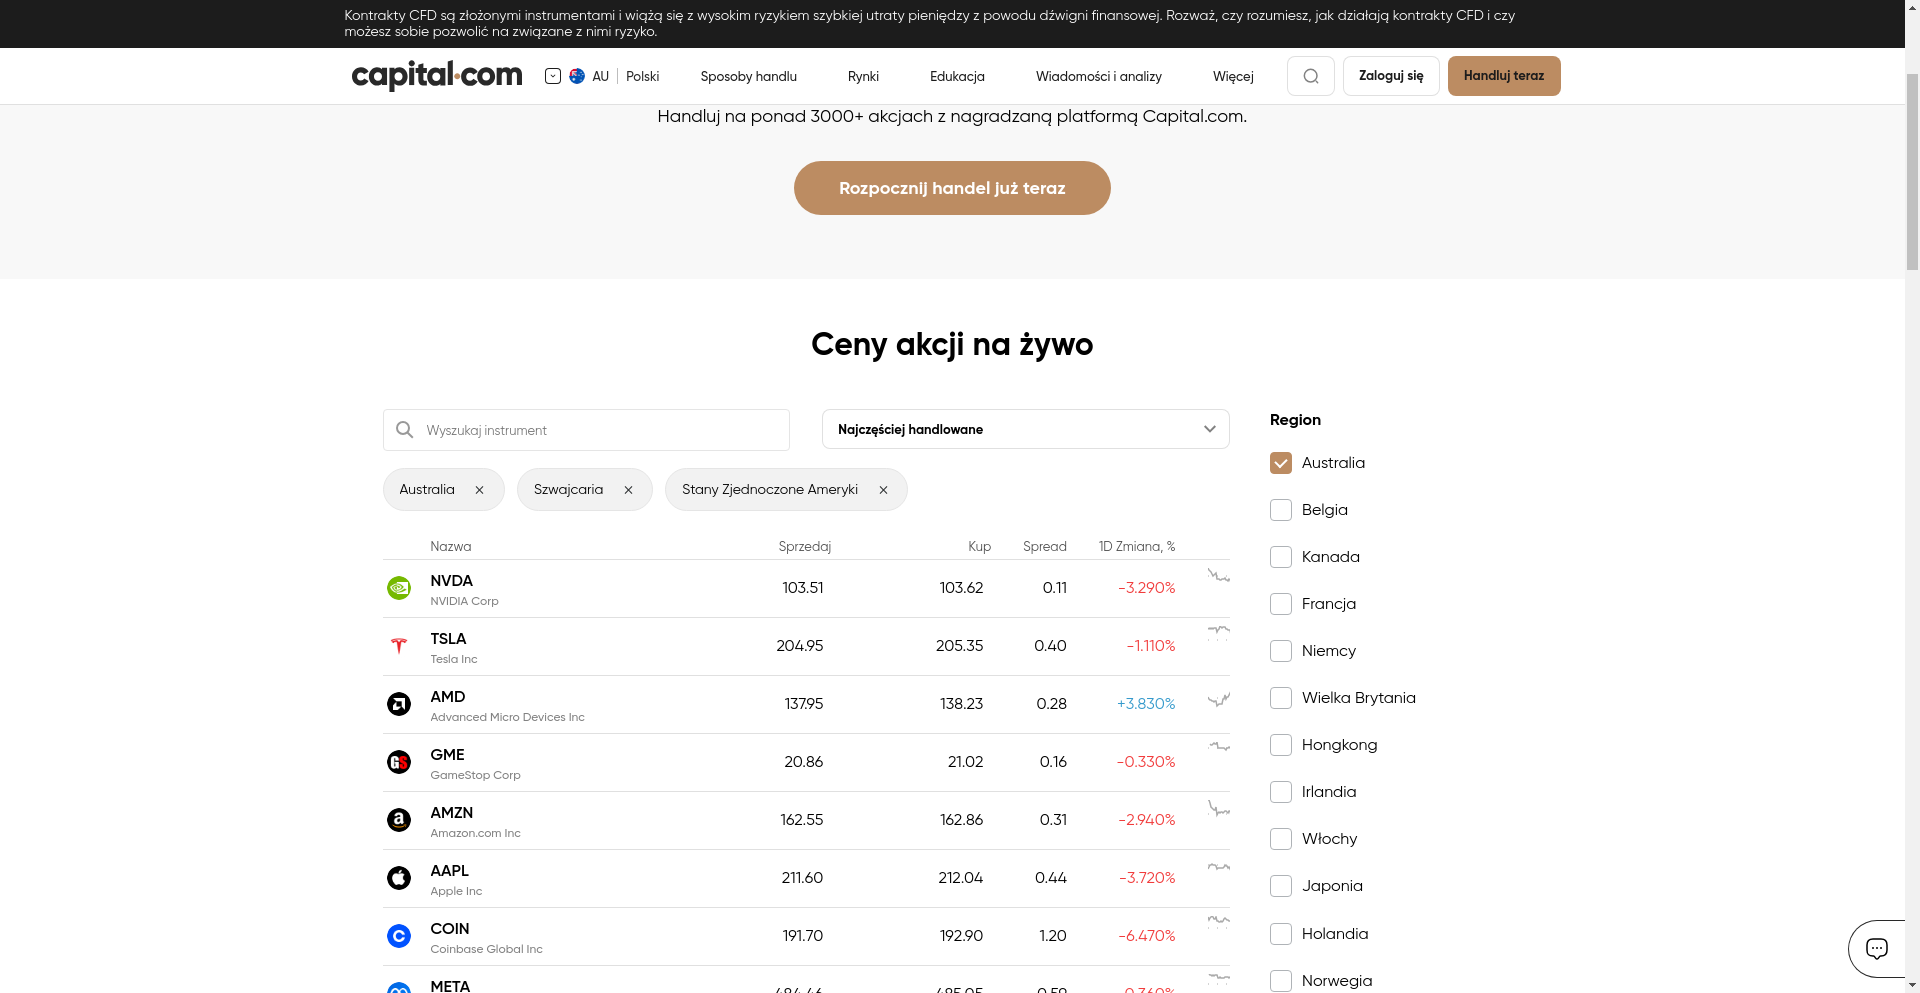 Kontrakty CFD są złożonymi instrumentami i wiążą się z wysokim ryzykiem szybkiej utraty pieniędzy z powodu dźwigni finansowej. Rozważ, czy rozumiesz, jak działają kontrakty CFD i czy
możesz sobie pozwolić na związane z nimi ryzyko.
capital.com AU Polski Sposoby handlu Rynki Edukacja Wiadomości i analizy Więcej Zaloguj się Handluj teraz
Handluj na ponad 3000+ akcjach z nagradzaną platformą Capital.com.
Rozpocznij handel już teraz
Ceny akcji na żywo
Wyszukaj instrument
Najczęściej handlowane
Australia Szwajcaria Stany Zjednoczone Ameryki
Nazwa Sprzedaj Kup Spread 1D Zmiana, %
NVDA 103.51 103.62 0.11 -3.290%
NVIDIA Corp
TSLA 204.95 205.35 0.40 -1.110%
Tesla Inc
AMD 137.95 138.23 0.28 +3.830%
Advanced Micro Devices Inc
GME 20.86 21.02 0.16 -0.330%
GameStop Corp
AMZN 162.55 162.86 0.31 -2.940%
Amazon.com Inc
AAPL 211.60 212.04 0.44 -3.720%
Apple Inc
COIN 191.70 192.90 1.20 -6.470%
Coinbase Global Inc
META
Region
Australia
Belgia
Kanada
Francja
Niemcy
Wielka Brytania
Hongkong
Irlandia
Włochy
Japonia
Holandia
Norwegia